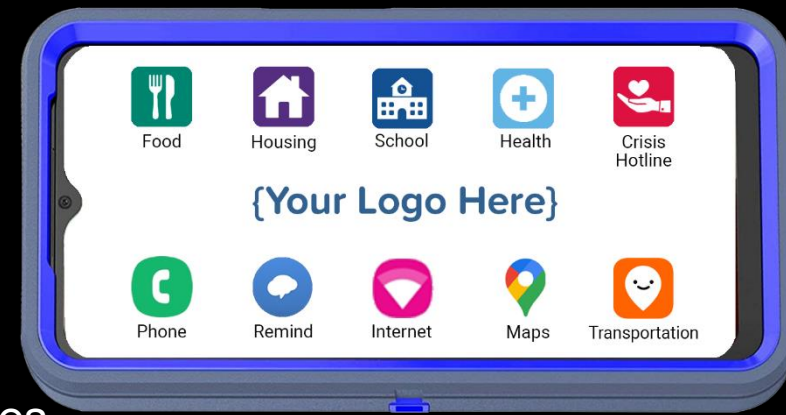 Food
Housing
School
Health
Crisis
Hotline
{Your Logo Here}
Phone
Remind
Internet
Maps
Transportation